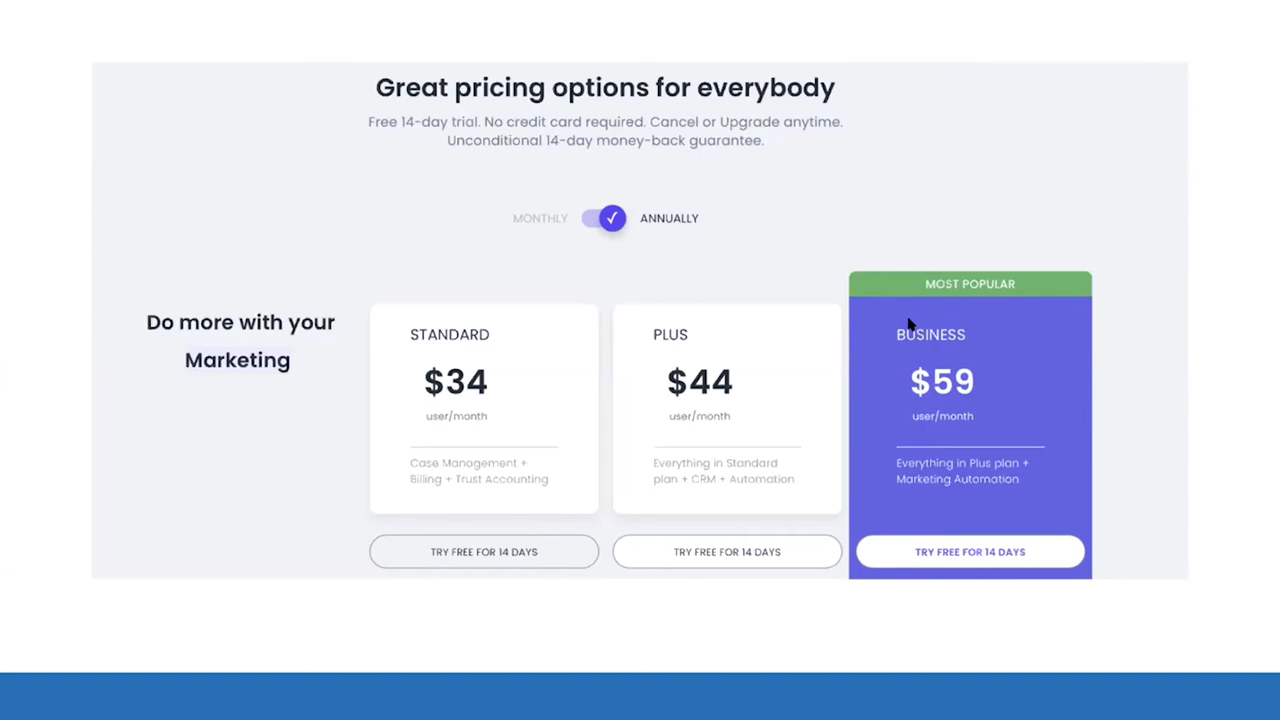 Great pricing options for everybody
Free 14-day trial. No credit card required. Cancel or Upgrade anytime.
Unconditional 14-day money-back guarantee.
MONTHLY
ANNUALLY
Do more with your
Marketing
STANDARD
$34
user/month
Case Management +
Billing + Trust Accounting
TRY FREE FOR 14 DAYS
PLUS
$44
user/month
Everything in Standard
plan + CRM + Automation
TRY FREE FOR 14 DAYS
MOST POPULAR
BUSINESS
$59
user/month
Everything in Plus plan +
Marketing Automation
TRY FREE FOR 14 DAYS